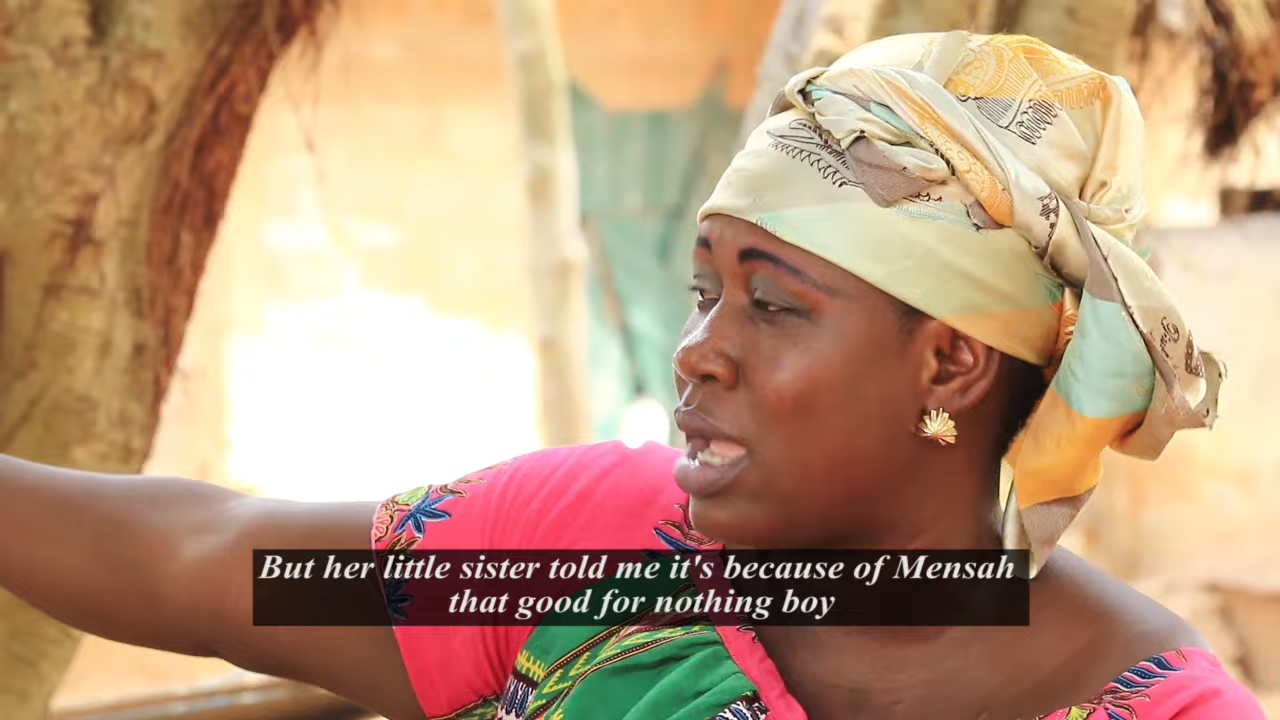 But her little sister told me it's because of Mensah
that good for nothing boy